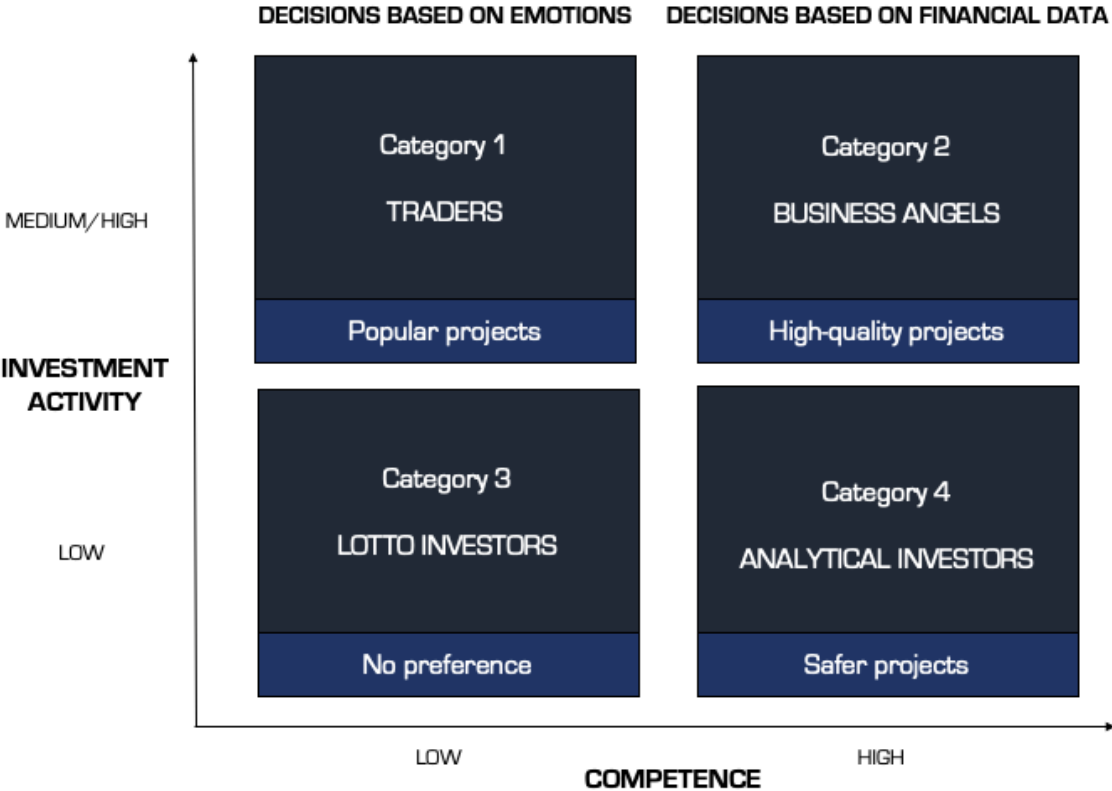 DECISIONS BASED ON EMOTIONS
DECISIONS BASED ON FINANCIAL DATA
Category 1
TRADERS
Popular projects
Category 2
BUSINESS ANGELS
High-quality projects
MEDIUM/HIGH
INVESTMENT
ACTIVITY
LOW
Category 3
LOTTO INVESTORS
No preference
Category 4
ANALYTICAL INVESTORS
Safer projects
LOW
HIGH
COMPETENCE